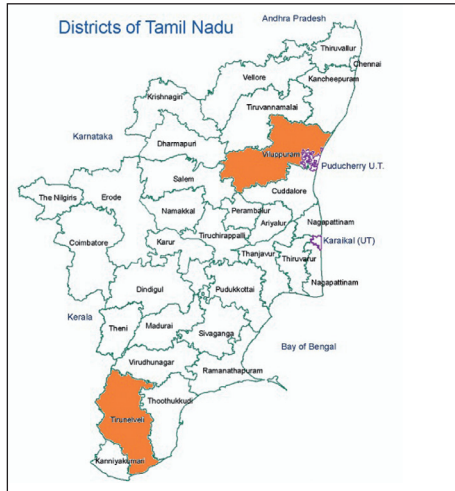 Districts of Tamil Nadu
Andhra Pradesh
Thiruvallur
Chennai
Vellore
Kancheepuram
Krishnagiri
Tiruvannamalai
Karnataka
Dharmapuri
Viluppuram
Puducherry U.T.
Salem
Cuddalore
The Nilgiris
Erode
Namakkal
Perambalur
Ariyalur
Nagapattinam
Coimbatore
Karur
Tiruchirappalli
Karaikal (UT)
Thanjavur
Thiruvarur
Dindigul
Pudukkottai
Nagapattinam
Kerala
Theni
Madurai
Sivaganga
Bay of Bengal
Virudhunagar
Ramanathapuram
Thoothukkudi
Tirunelveli
Kanniyakumari